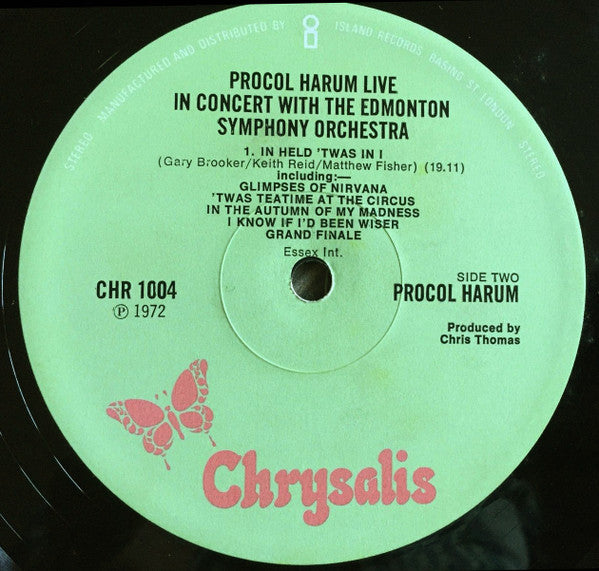 STEREO MANUFACTURED AND DISTRIBUTED BY ISLAND RECORDS BASING ST LONDON STEREO
PROCOL HARUM LIVE
IN CONCERT WITH THE EDMONTON
SYMPHONY ORCHESTRA
1. IN HELD 'TWAS IN I
(Gary Brooker/Keith Reid/Matthew Fisher) (19.11)
including:—
GLIMPSES OF NIRVANA
'TWAS TEATIME AT THE CIRCUS
IN THE AUTUMN OF MY MADNESS
I KNOW IF I'D BEEN WISER
GRAND FINALE
Essex Int.
CHR 1004
Ⓟ 1972
SIDE TWO
PROCOL HARUM
Produced by
Chris Thomas
Chrysalis